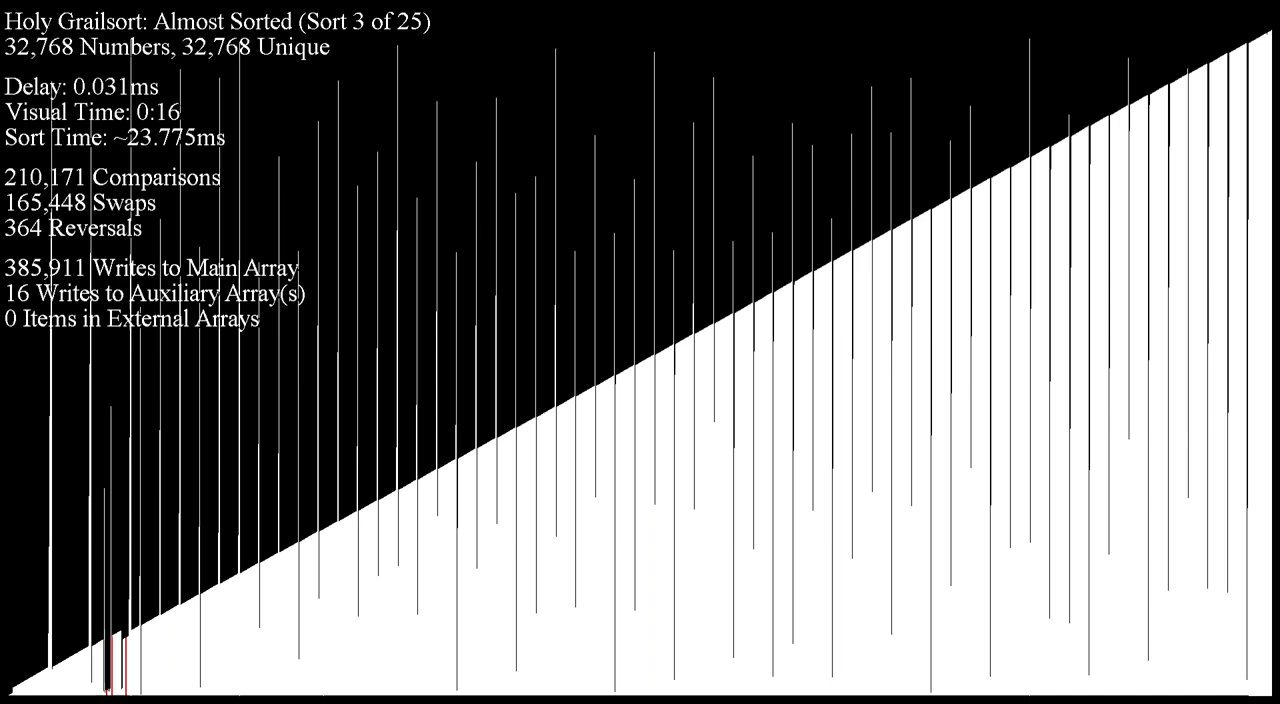 Holy Grailsort: Almost Sorted (Sort 3 of 25)
32,768 Numbers, 32,768 Unique
Delay: 0.031ms
Visual Time: 0:16
Sort Time: ~23.775ms
210,171 Comparisons
165,448 Swaps
364 Reversals
385,911 Writes to Main Array
16 Writes to Auxiliary Array(s)
0 Items in External Arrays